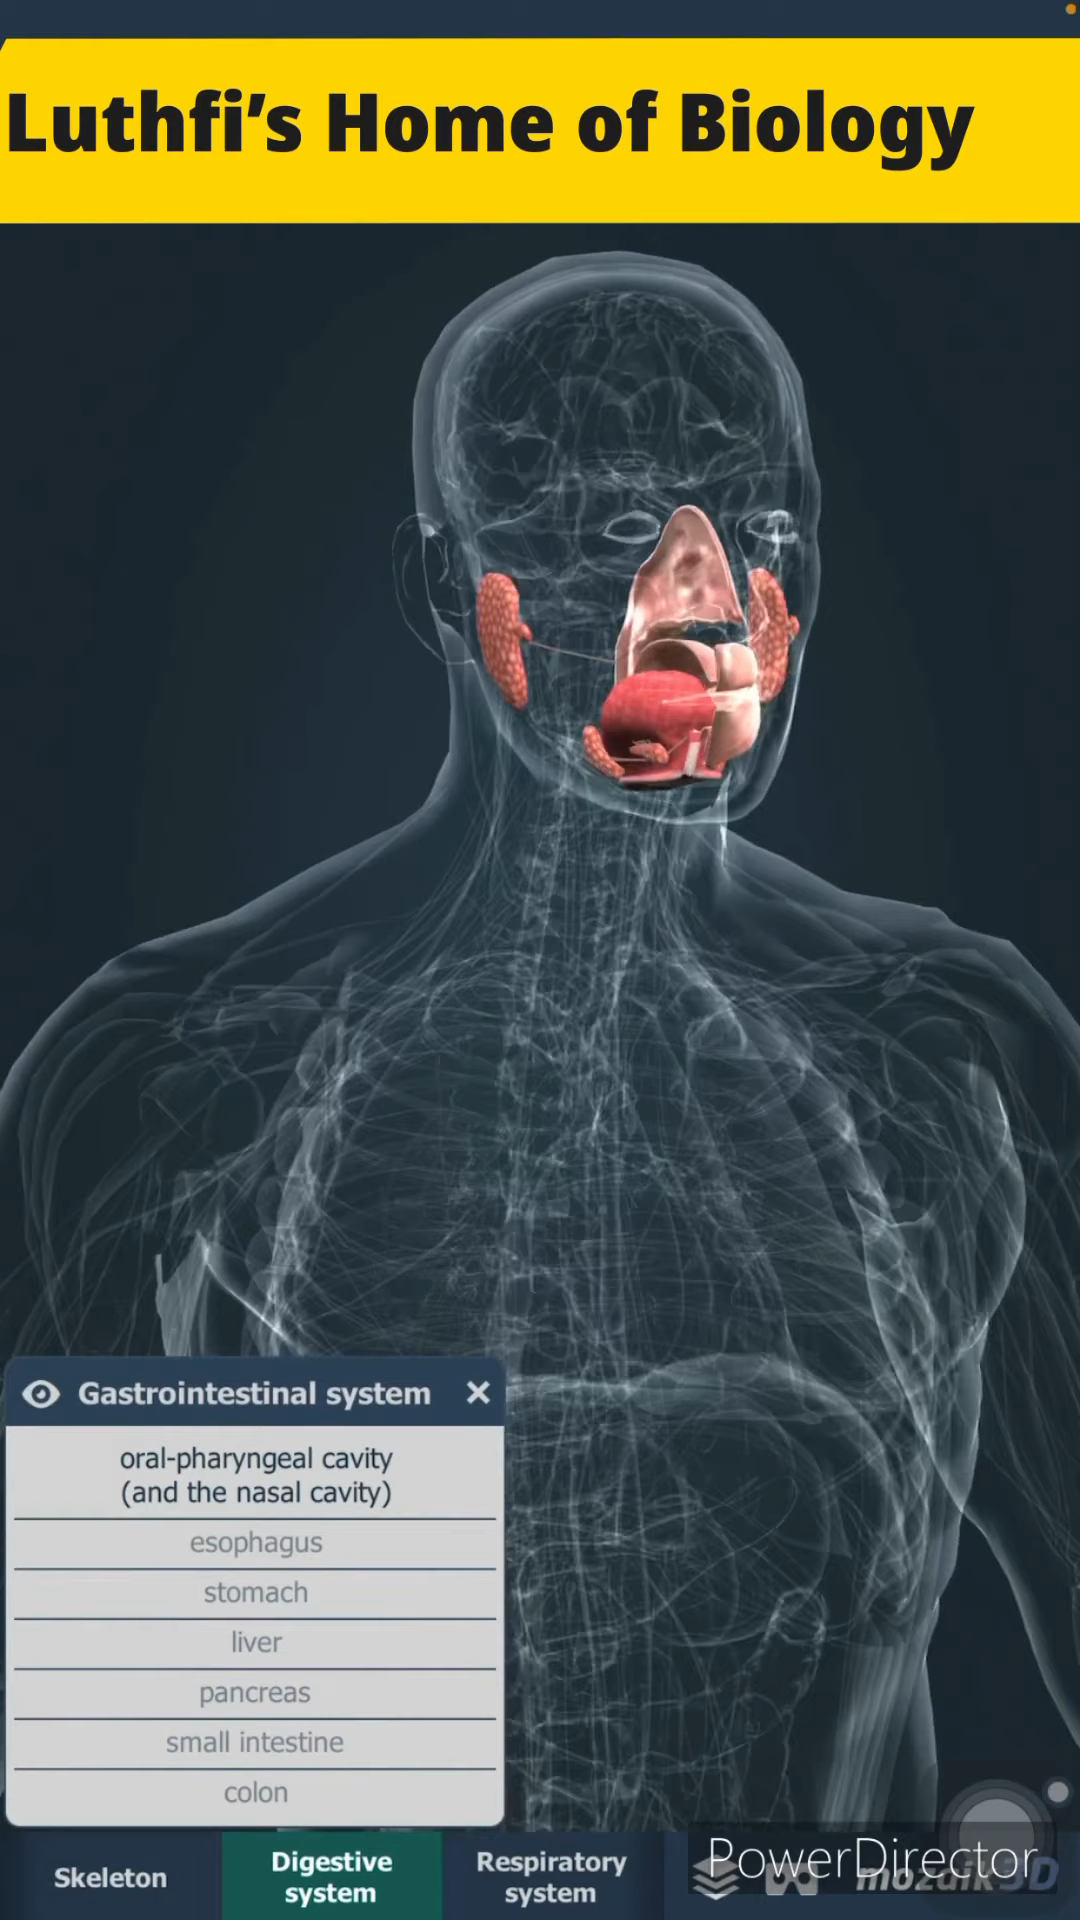 Luthfi’s Home of Biology
Gastrointestinal system
oral-pharyngeal cavity
(and the nasal cavity)
esophagus
stomach
liver
pancreas
small intestine
colon
Skeleton
Digestive
system
Respiratory
system
PowerDirector
mozaik3D